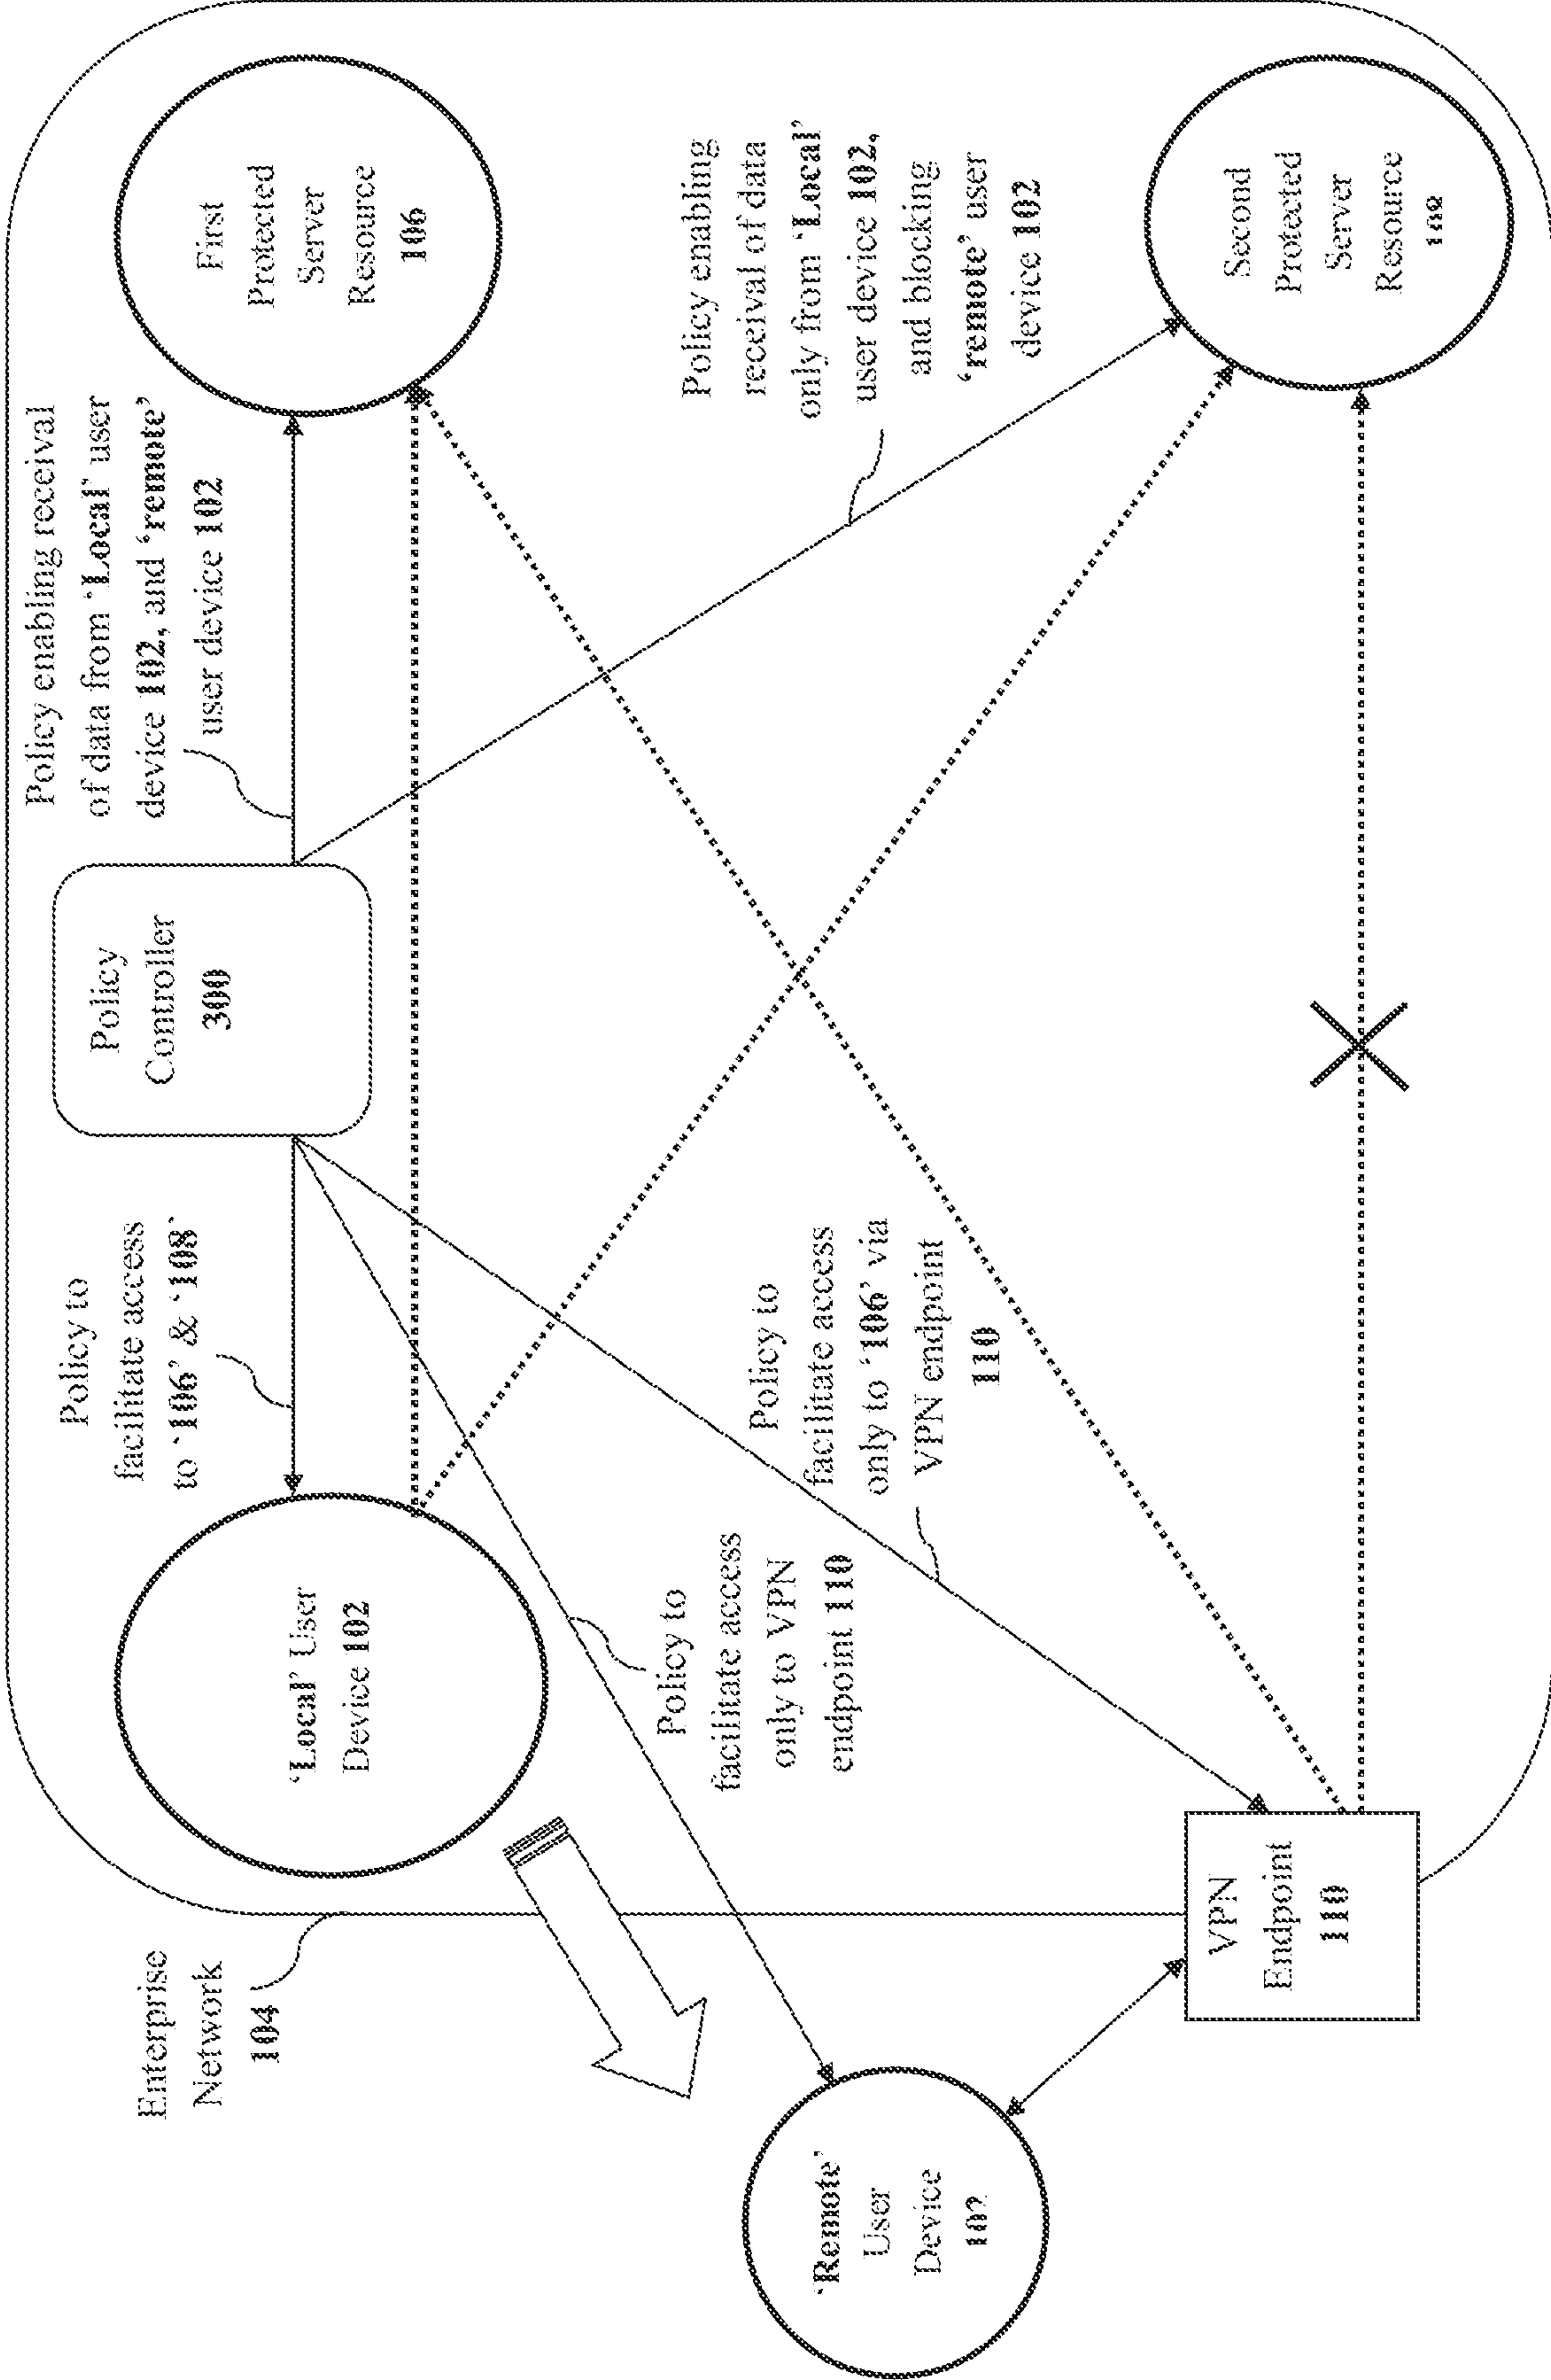 Enterprise
Network
104
'Local' User
Device 102
Policy to
facilitate access
to '106' & '108'
Policy
Controller
300
Policy enabling receival
of data from 'Local' user
device 102, and 'remote'
user device 102
First
Protected
Server
Resource
106
Policy to
facilitate access
only to VPN
endpoint 110
Policy to
facilitate access
only to '106' via
VPN endpoint
110
Policy enabling
receival of data
only from 'Local'
user device 102,
and blocking
'remote' user
device 102
'Remote'
User
Device
102
VPN
Endpoint
110
Second
Protected
Server
Resource
108